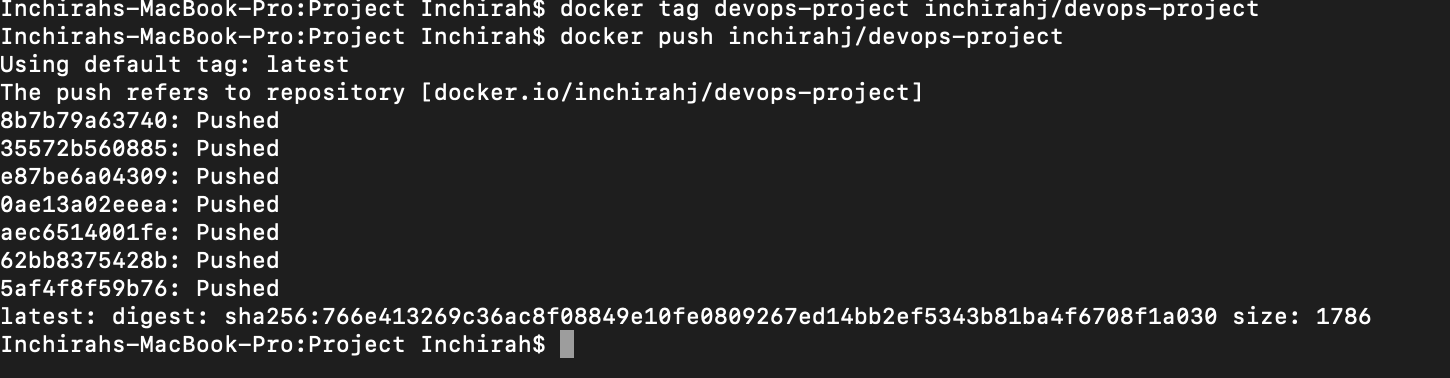 Inchirahs-MacBook-Pro:Project Inchirah$ docker tag devops-project inchirahj/devops-project
Inchirahs-MacBook-Pro:Project Inchirah$ docker push inchirahj/devops-project
Using default tag: latest
The push refers to repository [docker.io/inchirahj/devops-project]
8b7b79a63740: Pushed
35572b560885: Pushed
e87be6a04309: Pushed
0ae13a02eeea: Pushed
aec6514001fe: Pushed
62bb8375428b: Pushed
5af4f8f59b76: Pushed
latest: digest: sha256:766e413269c36ac8f08849e10fe0809267ed14bb2ef5343b81ba4f6708f1a030 size: 1786
Inchirahs-MacBook-Pro:Project Inchirah$